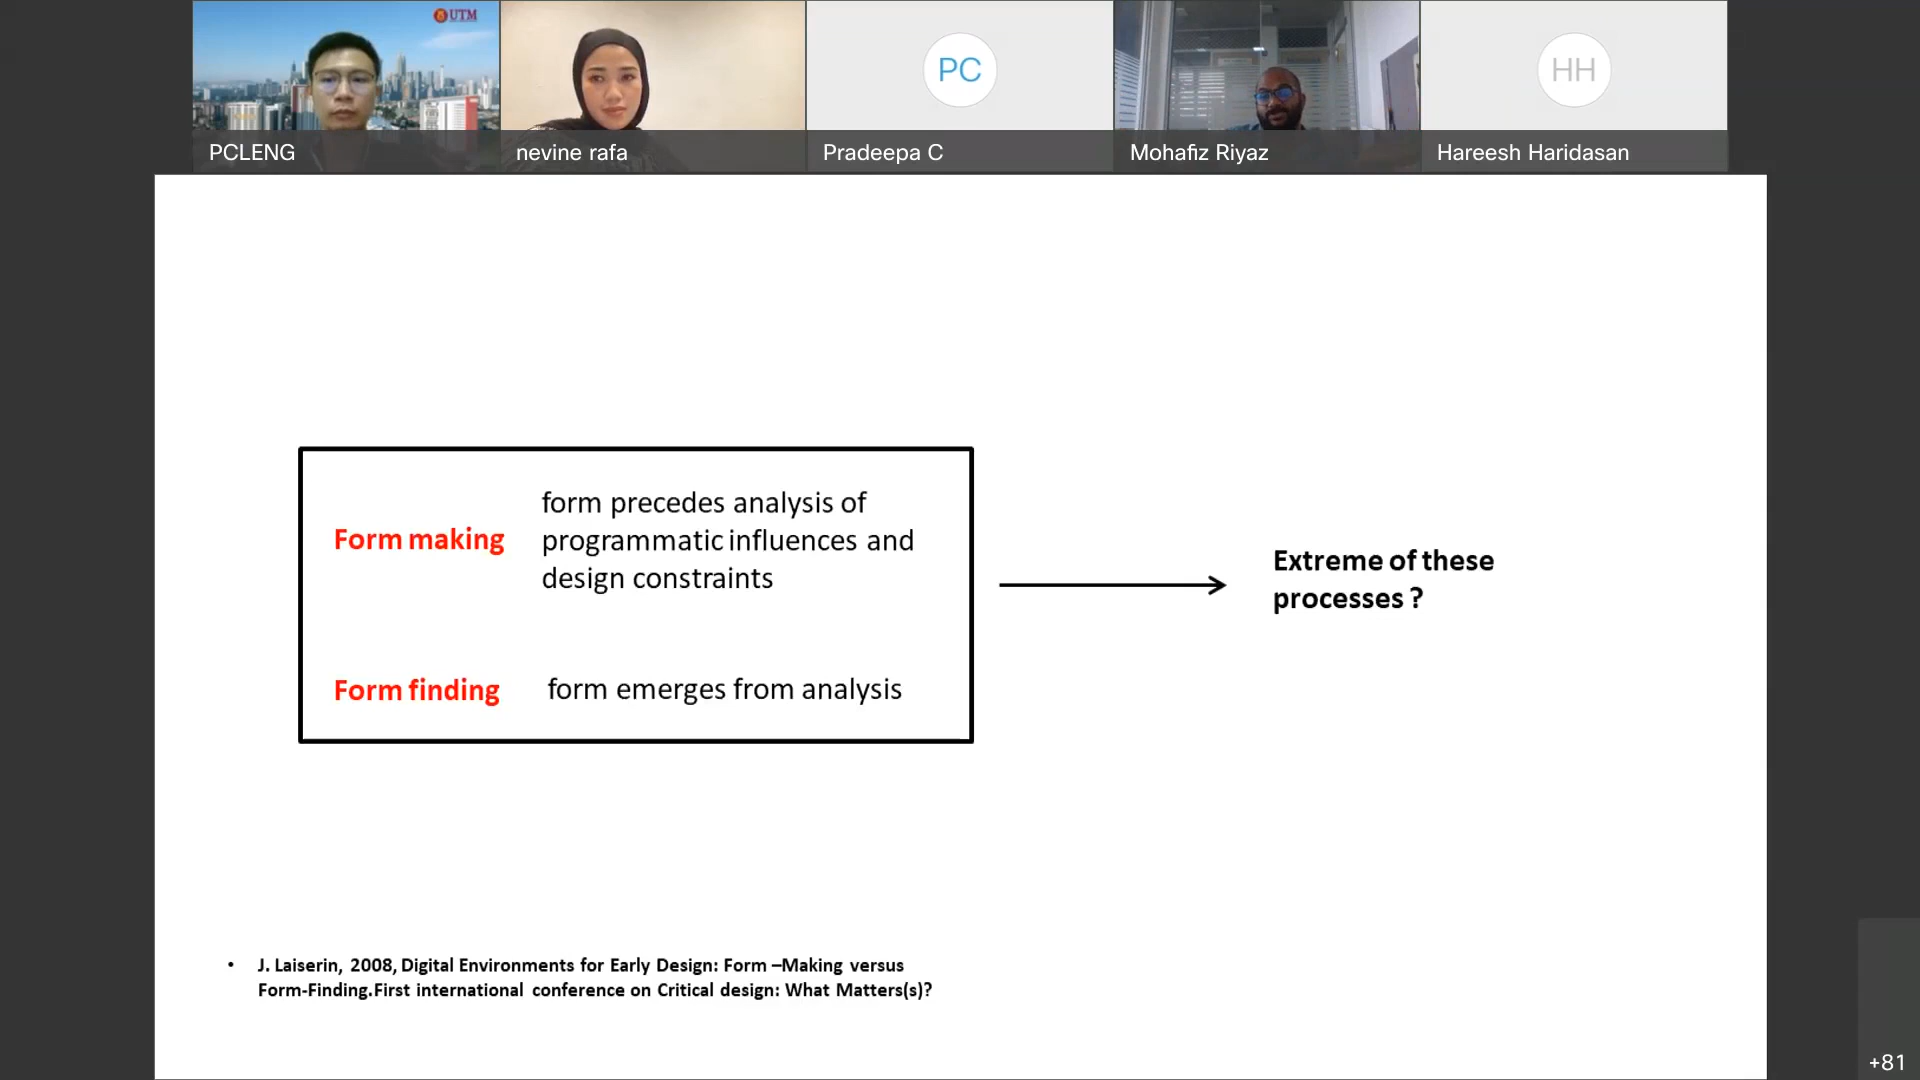 UTM
PCLENG
nevine rafa
PC
Pradeepa C
Mohafiz Riyaz
HH
Hareesh Haridasan
Form making
form precedes analysis of
programmatic influences and
design constraints
Form finding
form emerges from analysis
Extreme of these
processes ?
• J. Laiserin, 2008, Digital Environments for Early Design: Form –Making versus
Form-Finding.First international conference on Critical design: What Matters(s)?
+81